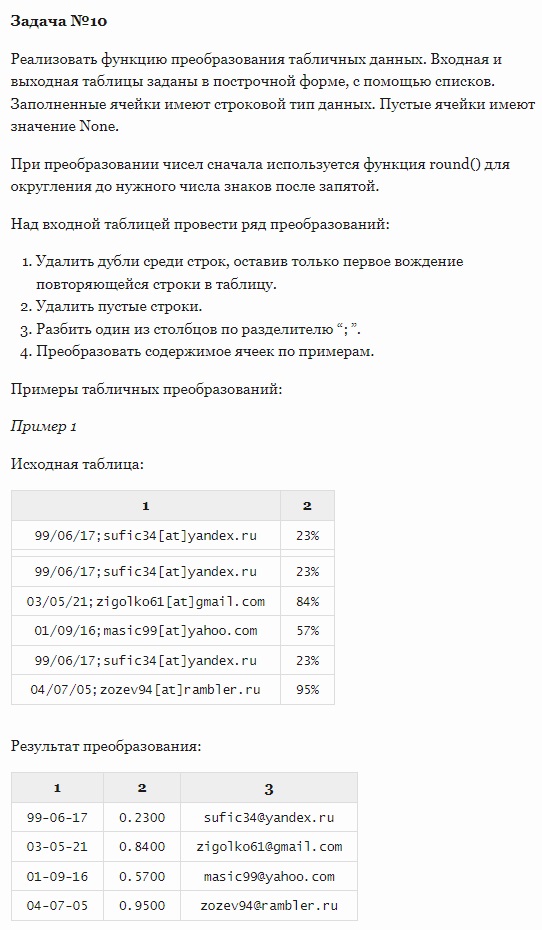 Задача №10
Реализовать функцию преобразования табличных данных. Входная и
выходная таблицы заданы в построчной форме, с помощью списков.
Заполненные ячейки имеют строковой тип данных. Пустые ячейки имеют
значение None.
При преобразовании чисел сначала используется функция round() для
округления до нужного числа знаков после запятой.
Над входной таблицей провести ряд преобразований:
1. Удалить дубли среди строк, оставив только первое вождение
повторяющейся строки в таблицу.
2. Удалить пустые строки.
3. Разбить один из столбцов по разделителю “; ”.
4. Преобразовать содержимое ячеек по примерам.
Примеры табличных преобразований:
Пример 1
Исходная таблица:
1 2
99/06/17;sufic34[at]yandex.ru 23%
99/06/17;sufic34[at]yandex.ru 23%
03/05/21;zigolko61[at]gmail.com 84%
01/09/16;masic99[at]yahoo.com 57%
99/06/17;sufic34[at]yandex.ru 23%
04/07/05;zozev94[at]rambler.ru 95%
Результат преобразования:
1 2 3
99-06-17 0.2300 sufic34@yandex.ru
03-05-21 0.8400 zigolko61@gmail.com
01-09-16 0.5700 masic99@yahoo.com
04-07-05 0.9500 zozev94@rambler.ru